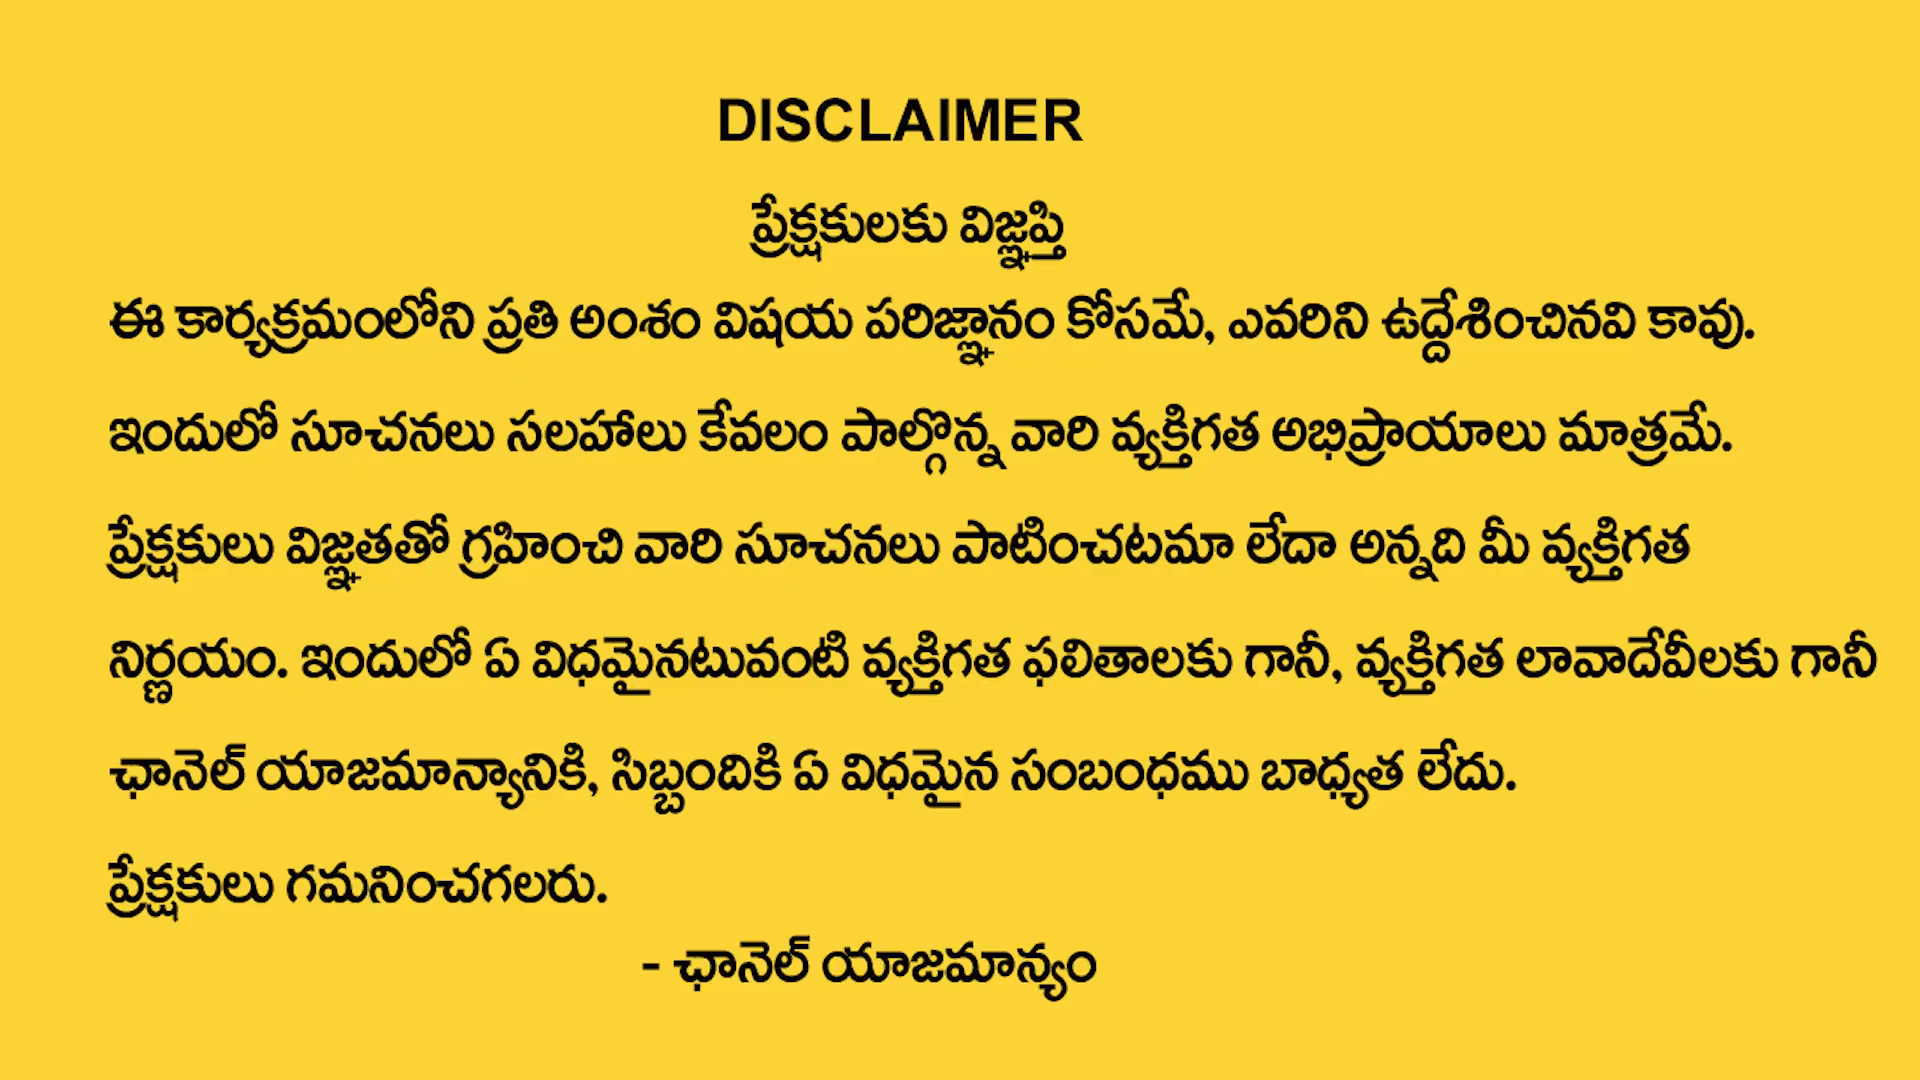 DISCLAIMER
ప్రేక్షకులకు విజ్ఞప్తి
ఈ కార్యక్రమంలోని ప్రతి అంశం విషయ పరిజ్ఞానం కోసమే, ఎవరిని ఉద్దేశించినవి కావు.
ఇందులో సూచనలు సలహాలు కేవలం పాల్గొన్న వారి వ్యక్తిగత అభిప్రాయాలు మాత్రమే.
ప్రేక్షకులు విజ్ఞతతో గ్రహించి వారి సూచనలు పాటించటమా లేదా అన్నది మీ వ్యక్తిగత
నిర్ణయం. ఇందులో ఏ విధమైనటువంటి వ్యక్తిగత ఫలితాలకు గానీ, వ్యక్తిగత లావాదేవీలకు గానీ
ఛానెల్ యాజమాన్యానికి, సిబ్బందికి ఏ విధమైన సంబంధము బాధ్యత లేదు.
ప్రేక్షకులు గమనించగలరు.
- ఛానెల్ యాజమాన్యం